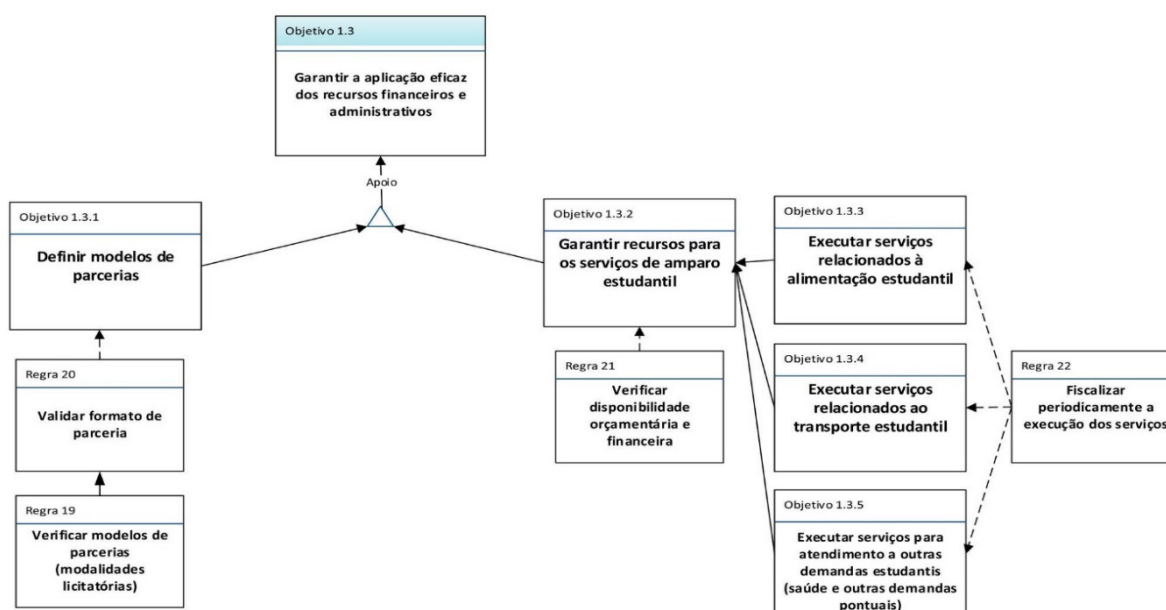 Objetivo 1.3
Garantir a aplicação eficaz
dos recursos financeiros e
administrativos
Apoio
Objetivo 1.3.1
Definir modelos de
parcerias
Objetivo 1.3.2
Garantir recursos para
os serviços de amparo
estudantil
Objetivo 1.3.3
Executar serviços
relacionados à
alimentação estudantil
Regra 20
Validar formato de
parceria
Regra 21
Verificar
disponibilidade
orçamentária e
financeira
Objetivo 1.3.4
Executar serviços
relacionados ao
transporte estudantil
Regra 22
Fiscalizar
periodicamente a
execução dos serviços
Regra 19
Verificar modelos de
parcerias
(modalidades
licitatórias)
Objetivo 1.3.5
Executar serviços para
atendimento a outras
demandas estudantis
(saúde e outras demandas
pontuais)